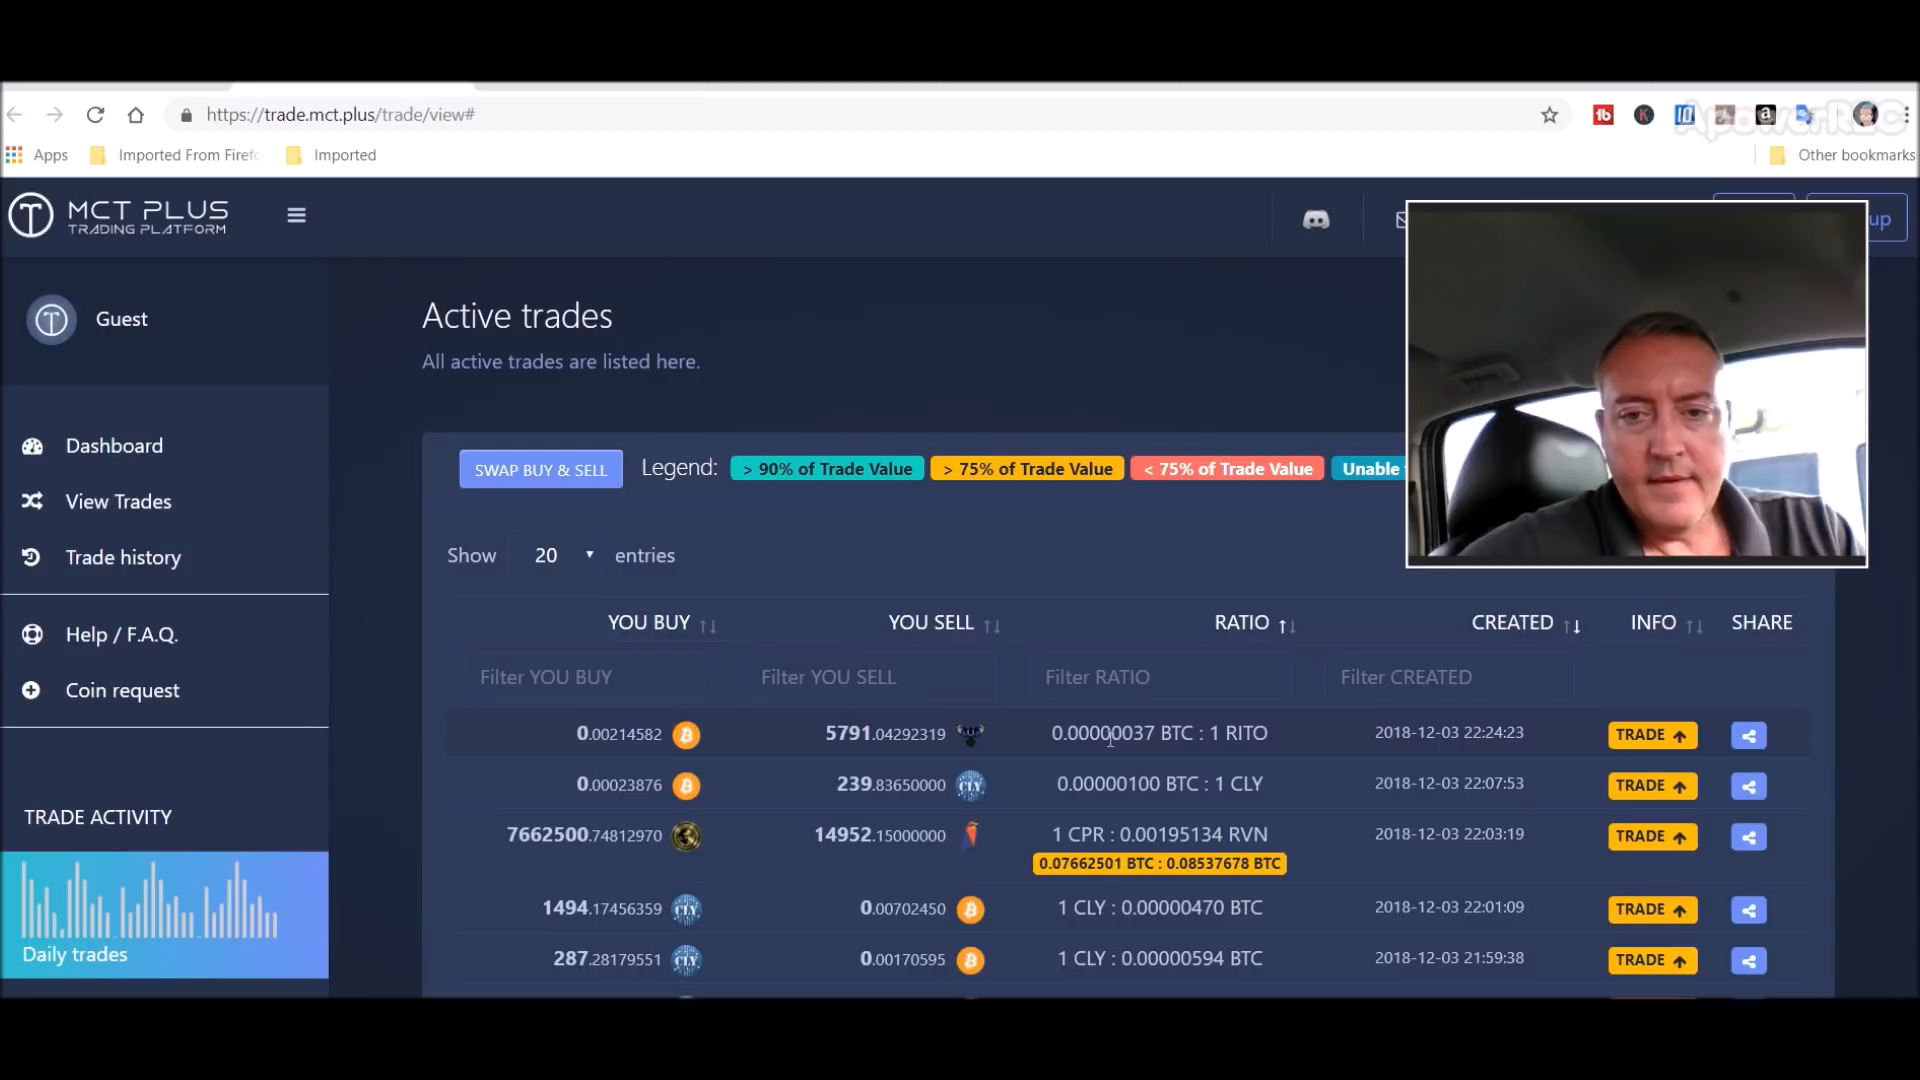 ApowerREC
https://trade.mct.plus/trade/view#
Apps
Imported From Firefo
Imported
Other bookmarks
MCT PLUS
TRADING PLATFORM
up
Guest
Active trades
All active trades are listed here.
Dashboard
View Trades
Trade history
Help / F.A.Q.
Coin request
TRADE ACTIVITY
Daily trades
SWAP BUY & SELL Legend: > 90% of Trade Value > 75% of Trade Value < 75% of Trade Value Unable
Show 20 entries
YOU BUY YOU SELL RATIO CREATED INFO SHARE
Filter YOU BUY Filter YOU SELL Filter RATIO Filter CREATED
0.00214582 5791.04292319 0.00000037 BTC : 1 RITO 2018-12-03 22:24:23 TRADE
0.00023876 239.83650000 CLY 0.00000100 BTC : 1 CLY 2018-12-03 22:07:53 TRADE
7662500.74812970 14952.15000000 1 CPR : 0.00195134 RVN 2018-12-03 22:03:19 TRADE
0.07662501 BTC : 0.08537678 BTC
1494.17456359 CLY 0.00702450 1 CLY : 0.00000470 BTC 2018-12-03 22:01:09 TRADE
287.28179551 CLY 0.00170595 1 CLY : 0.00000594 BTC 2018-12-03 21:59:38 TRADE